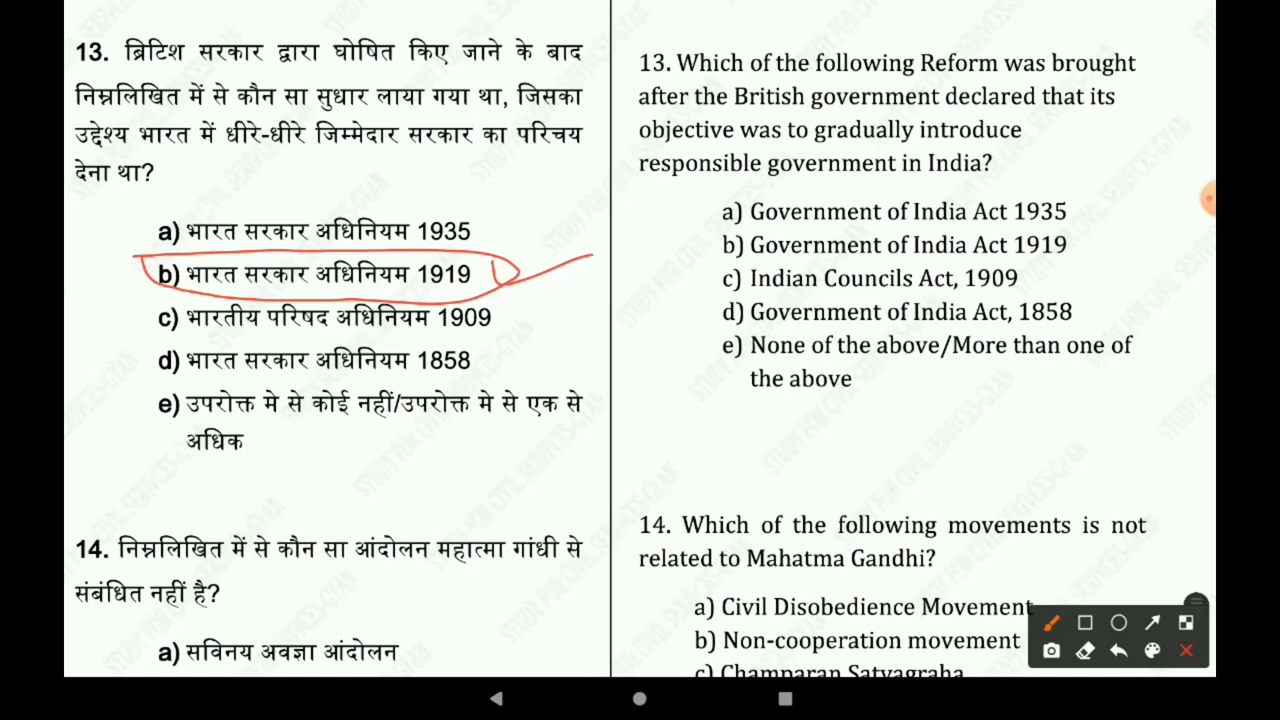 13. ब्रिटिश सरकार द्वारा घोषित किए जाने के बाद
निम्नलिखित में से कौन सा सुधार लाया गया था, जिसका
उद्देश्य भारत में धीरे-धीरे जिम्मेदार सरकार का परिचय
देना था?
a) भारत सरकार अधिनियम 1935
b) भारत सरकार अधिनियम 1919
c) भारतीय परिषद अधिनियम 1909
d) भारत सरकार अधिनियम 1858
e) उपरोक्त मे से कोई नहीं/उपरोक्त मे से एक से
अधिक
14. निम्नलिखित में से कौन सा आंदोलन महात्मा गांधी से
संबंधित नहीं है?
a) सविनय अवज्ञा आंदोलन
13. Which of the following Reform was brought
after the British government declared that its
objective was to gradually introduce
responsible government in India?
a) Government of India Act 1935
b) Government of India Act 1919
c) Indian Councils Act, 1909
d) Government of India Act, 1858
e) None of the above/More than one of
the above
14. Which of the following movements is not
related to Mahatma Gandhi?
a) Civil Disobedience Movement
b) Non-cooperation movement
c) Champaran Satyagraha